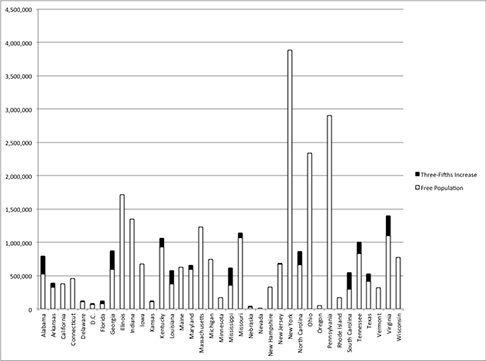 4,500,000
4,000,000
3,500,000
3,000,000
2,500,000
2,000,000
1,500,000
1,000,000
500,000
0
Three-Fifths Increase
Free Population
Alabama
Arkansas
California
Connecticut
Delaware
D.C.
Florida
Georgia
Illinois
Indiana
Iowa
Kansas
Kentucky
Louisiana
Maine
Maryland
Massachusetts
Michigan
Minnesota
Mississippi
Missouri
Nebraska
Nevada
New Hampshire
New Jersey
New York
North Carolina
Ohio
Oregon
Pennsylvania
Rhode Island
South Carolina
Tennessee
Texas
Vermont
Virginia
Wisconsin